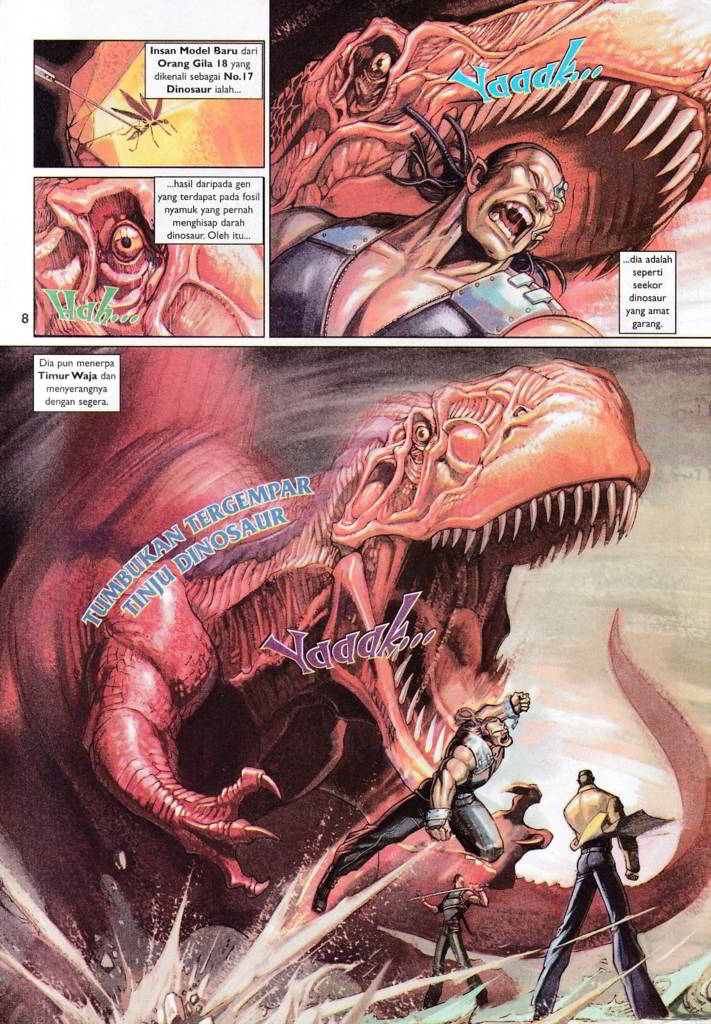 Insan Model Baru dari
Orang Gila 18 yang
dikenali sebagai No.17
Dinosaur ialah...
...hasil daripada gen
yang terdapat pada fosil
nyamuk yang pernah
menghisap darah
dinosaur. Oleh itu...
Hah...
Yaaak...
...dia adalah
seperti
seekor
dinosaur
yang amat
garang.
8
Dia pun menerpa
Timur Waja dan
menyerangnya
dengan segera.
TUMBUKAN TERGEMPAR
TINJU DINOSAUR
Yaaak...